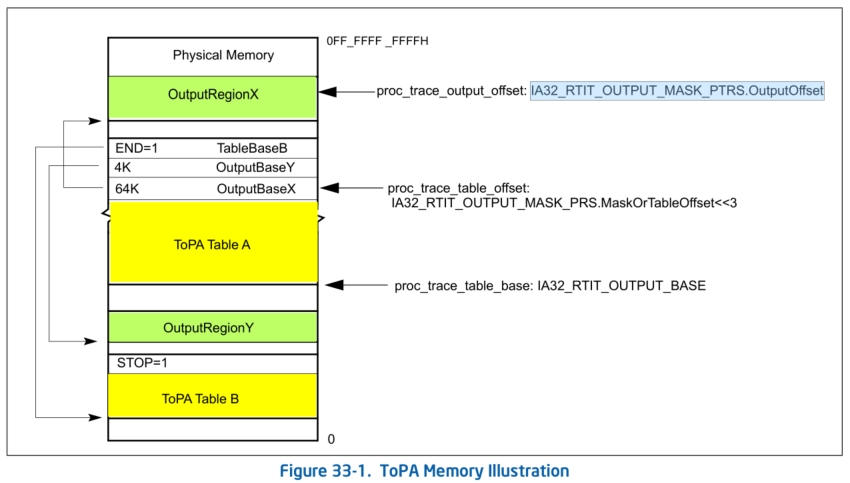 0FF_FFFF _FFFFH
Physical Memory
OutputRegionX
proc_trace_output_offset: IA32_RTIT_OUTPUT_MASK_PTRS.OutputOffset
END=1 TableBaseB
4K OutputBaseY
64K OutputBaseX
proc_trace_table_offset:
IA32_RTIT_OUTPUT_MASK_PRS.MaskOrTableOffset<<3
ToPA Table A
proc_trace_table_base: IA32_RTIT_OUTPUT_BASE
OutputRegionY
STOP=1
ToPA Table B
0
Figure 33-1. ToPA Memory Illustration